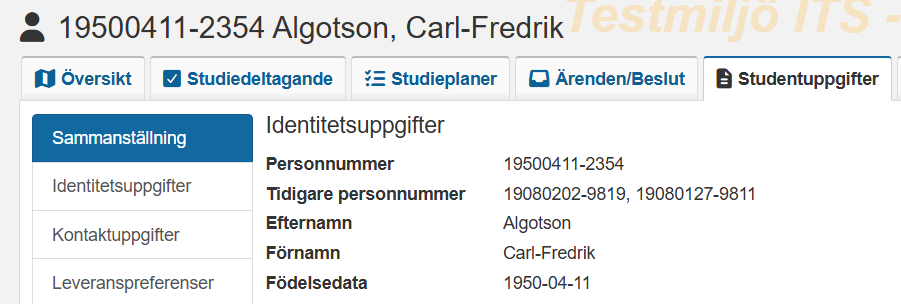 Testmiljö ITS -
19500411-2354 Algotson, Carl-Fredrik
Översikt Studiedeltagande Studieplaner Ärenden/Beslut Studentuppgifter
Sammanställning
Identitetsuppgifter
Kontaktuppgifter
Leveranspreferenser
Identitetsuppgifter
Personnummer 19500411-2354
Tidigare personnummer 19080202-9819, 19080127-9811
Efternamn Algotson
Förnamn Carl-Fredrik
Födelsedata 1950-04-11